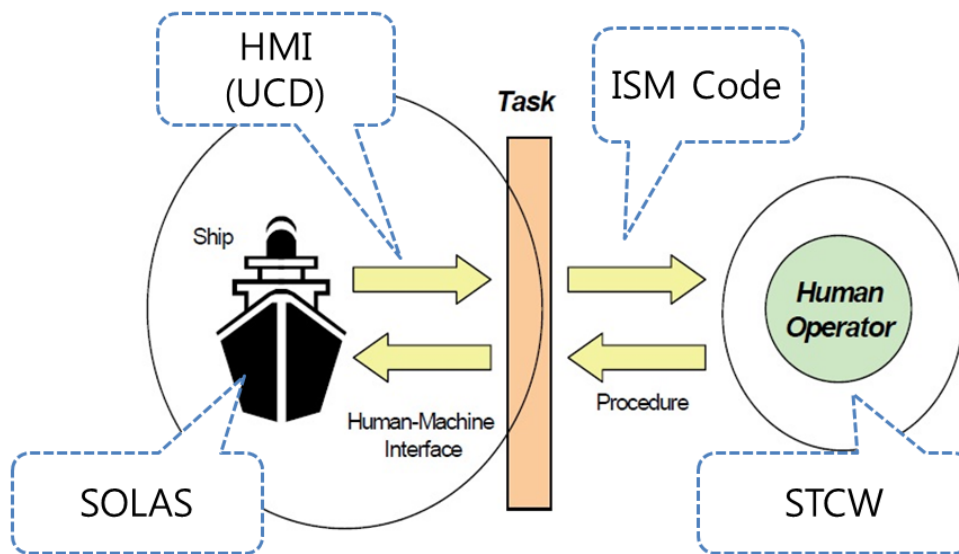 HMI
(UCD)
Task
ISM Code
Ship
Human
Operator
Human-Machine
Interface
Procedure
SOLAS
STCW